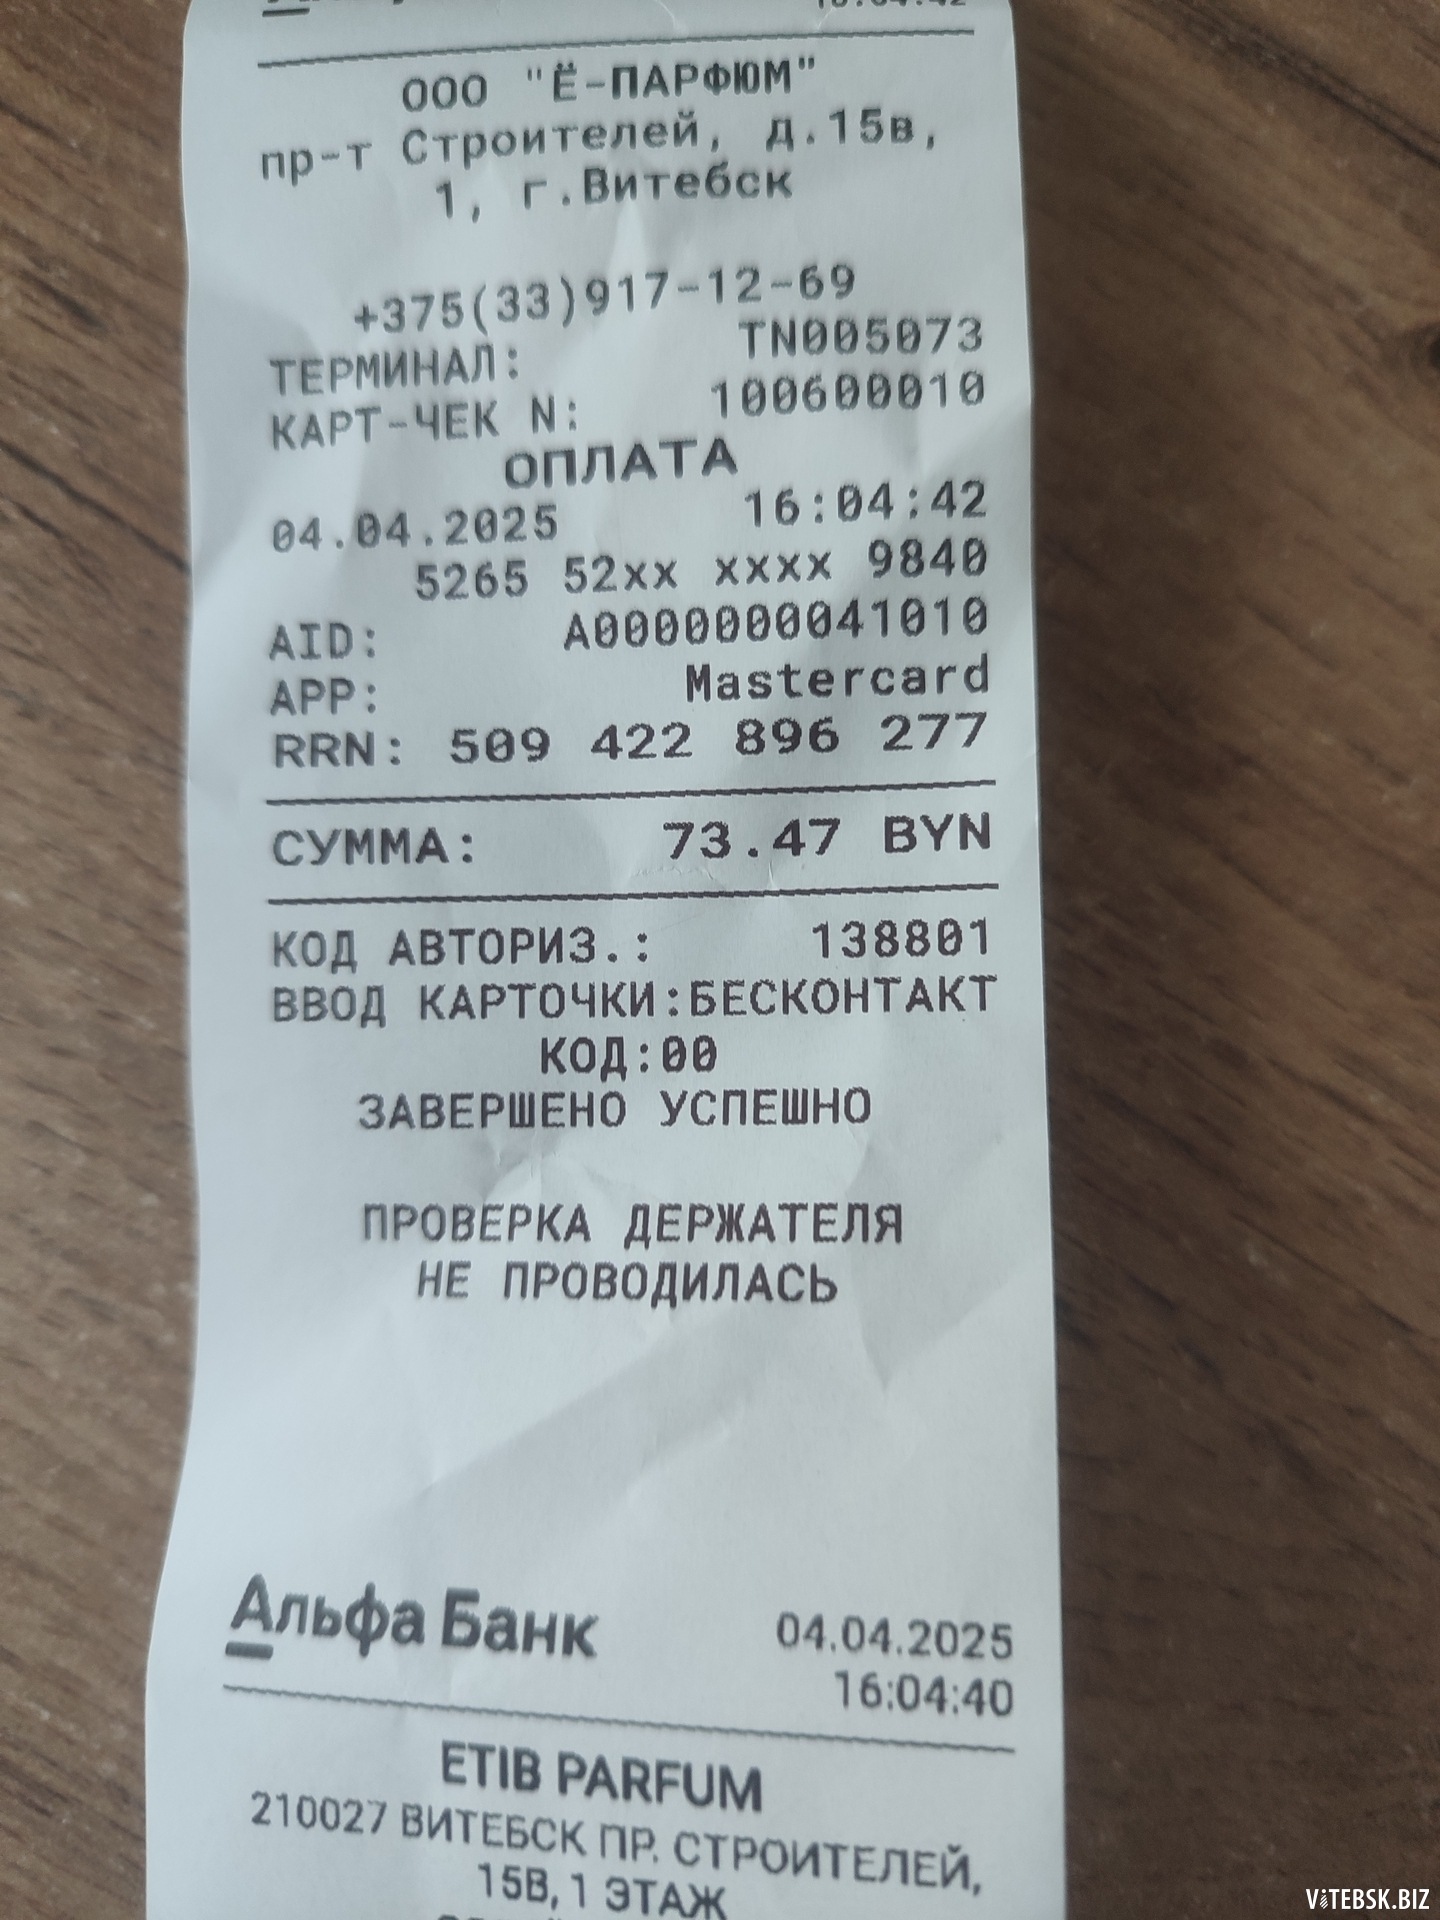 ООО "Ё-ПАРФЮМ"
пр-т Строителей, д.15в,
1, г.Витебск
+375(33)917-12-69
ТЕРМИНАЛ: TN005073
КАРТ-ЧЕК N: 100600010
ОПЛАТА
04.04.2025 16:04:42
5265 52xx xxxx 9840
AID: A0000000041010
APP: Mastercard
RRN: 509 422 896 277
СУММА: 73.47 BYN
КОД АВТОРИЗ.: 138801
ВВОД КАРТОЧКИ:БЕСКОНТАКТ
КОД:00
ЗАВЕРШЕНО УСПЕШНО
ПРОВЕРКА ДЕРЖАТЕЛЯ
НЕ ПРОВОДИЛАСЬ
Альфа Банк 04.04.2025
16:04:40
ETIB PARFUM
210027 ВИТЕБСК ПР. СТРОИТЕЛЕЙ,
15В, 1 ЭТАЖ
VITEBSK.BIZ